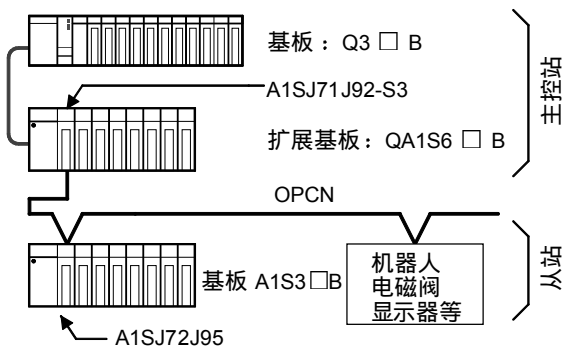 基板：Q3 □ B
A1SJ71J92-S3
扩展基板：QA1S6 □ B
主控站
OPCN
基板 A1S3□B
机器人
电磁阀
显示器等
从站
A1SJ72J95